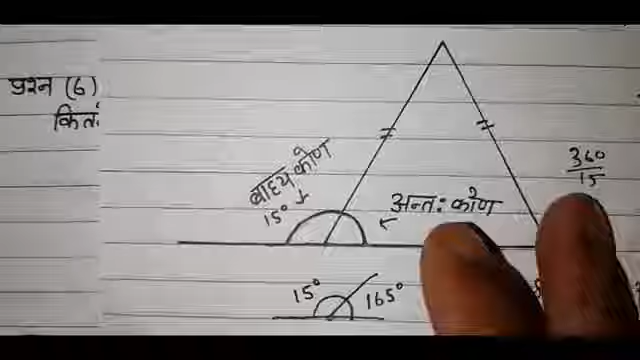 प्रश्न (6)
कित
बाह्य कोण
15°
अन्तः कोण
360
15
15°
165°